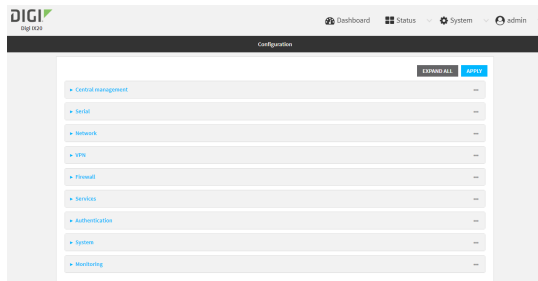 DIGI
Digi IX20
Dashboard
Status
System
admin
Configuration
EXPAND ALL
APPLY
Central management
Serial
Network
VPN
Firewall
Services
Authentication
System
Monitoring